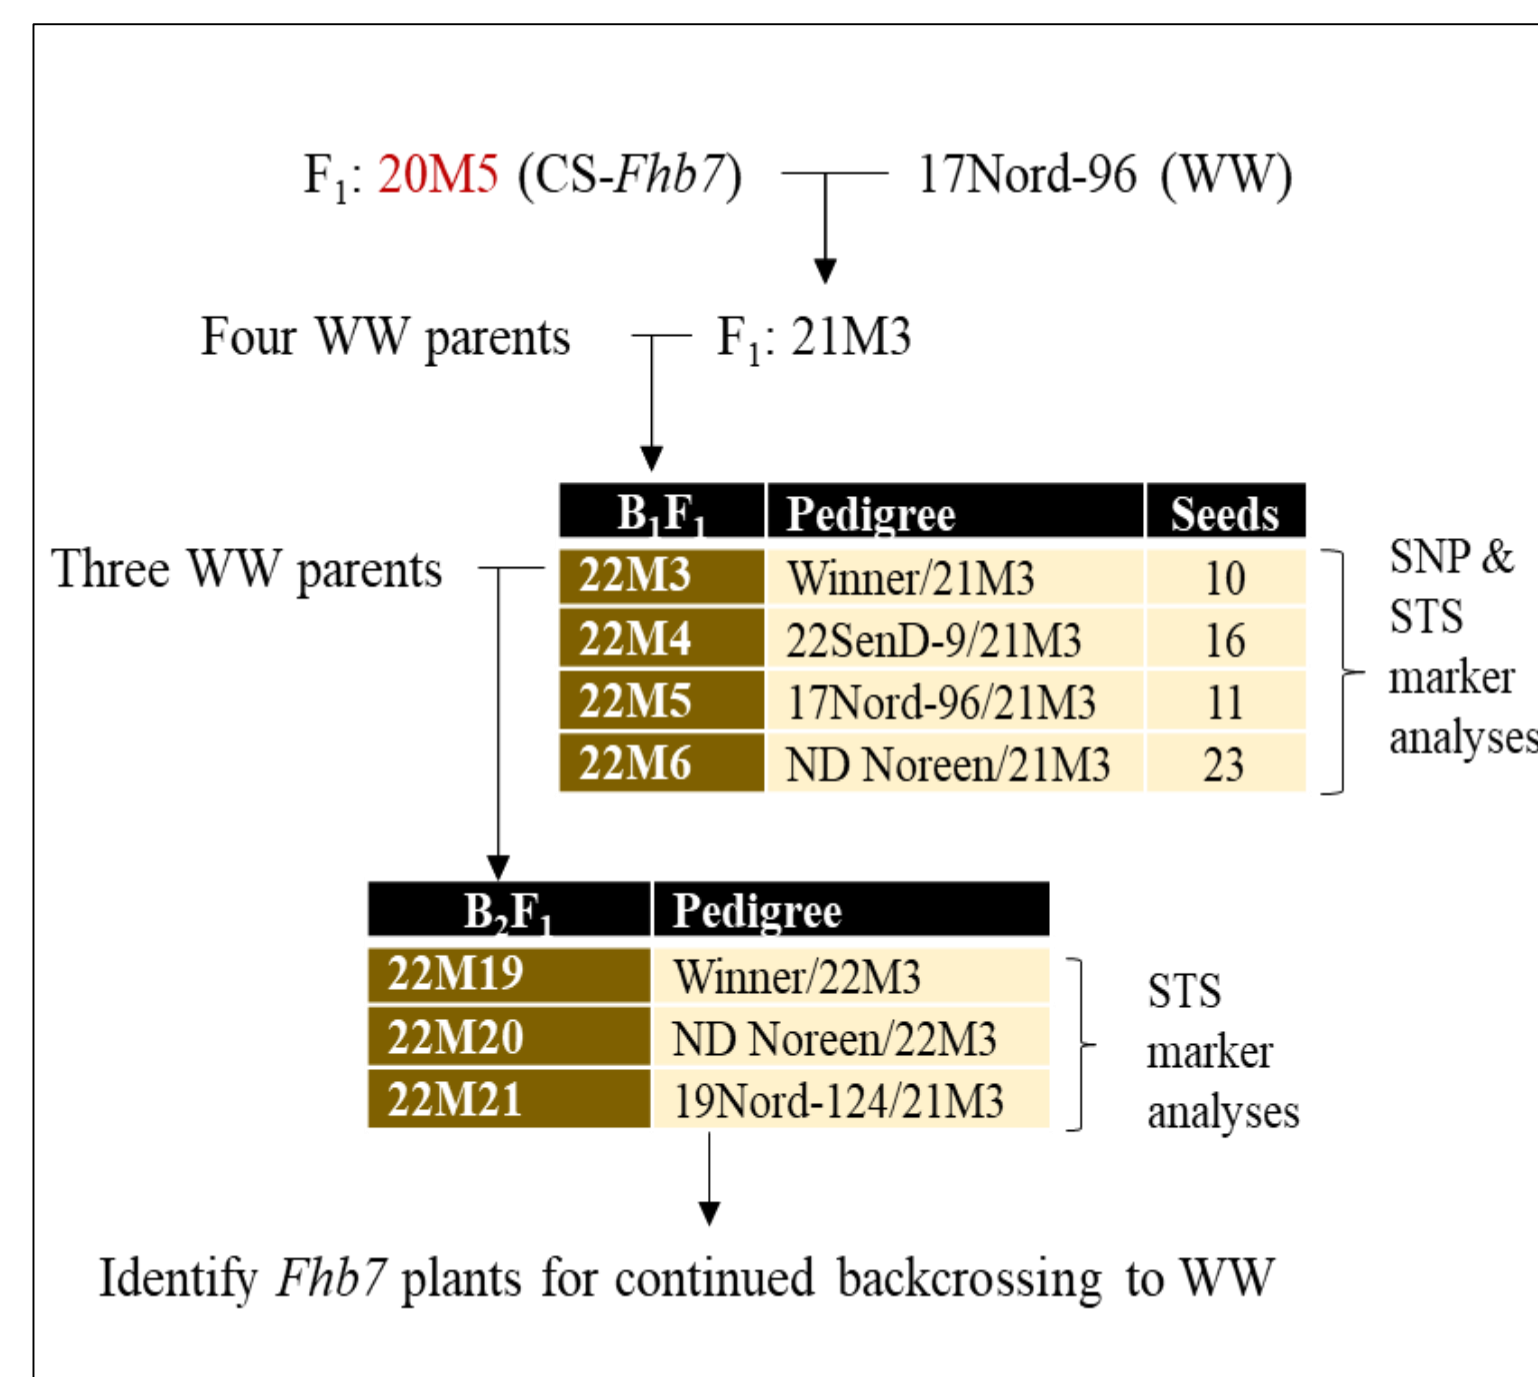 F1: 20M5 (CS-Fhb7) 17Nord-96 (WW)
Four WW parents F1: 21M3
B1F1 Pedigree Seeds
Three WW parents
22M3 Winner/21M3 10
22M4 22SenD-9/21M3 16
22M5 17Nord-96/21M3 11
22M6 ND Noreen/21M3 23
SNP &
STS
marker
analyses
B2F1 Pedigree
22M19 Winner/22M3
22M20 ND Noreen/22M3
22M21 19Nord-124/21M3
STS
marker
analyses
Identify Fhb7 plants for continued backcrossing to WW